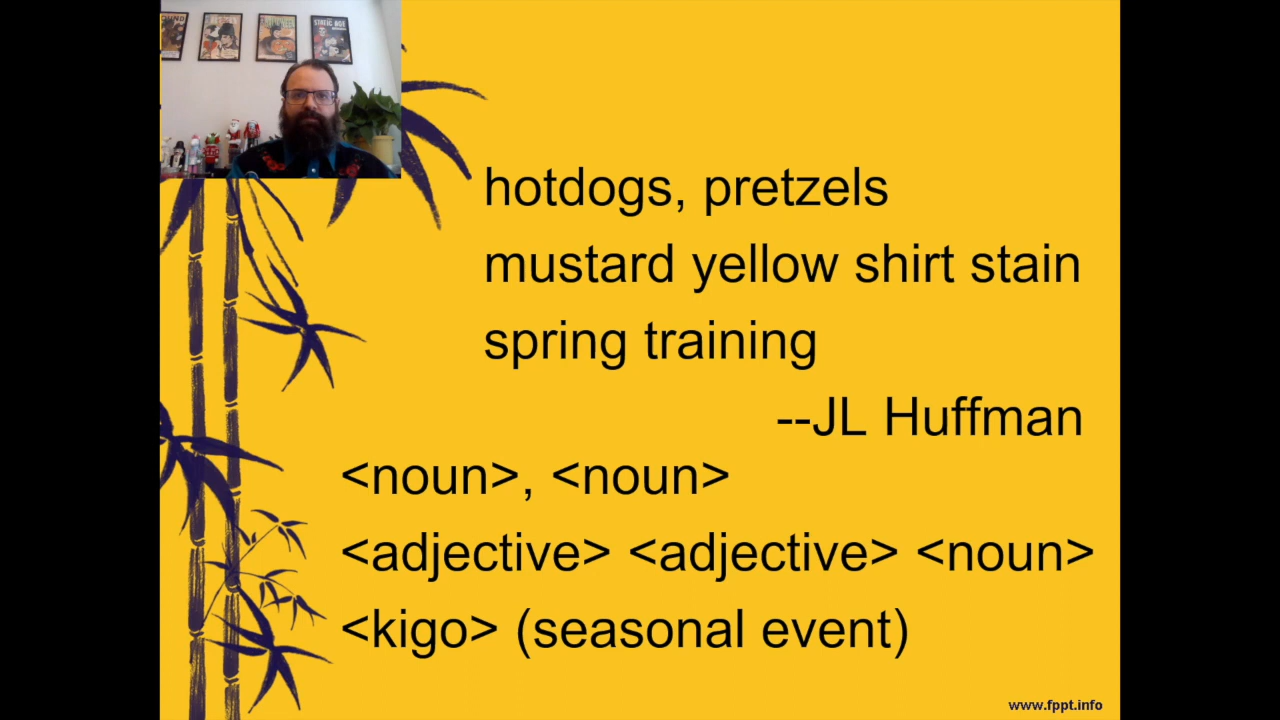 hotdogs, pretzels
mustard yellow shirt stain
spring training
--JL Huffman
<noun>, <noun>
<adjective> <adjective> <noun>
<kigo> (seasonal event)
www.fppt.info